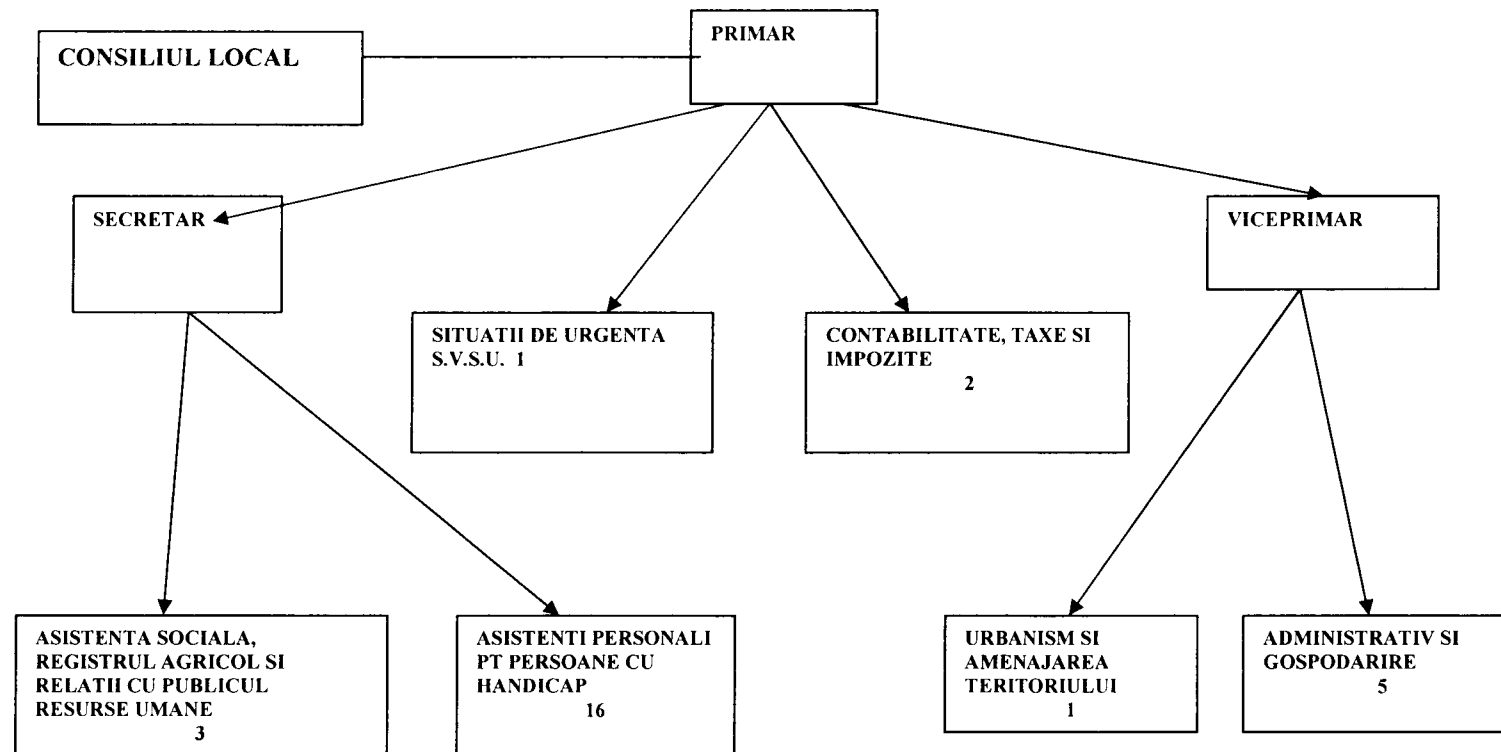 CONSILIUL LOCAL
PRIMAR
SECRETAR
VICEPRIMAR
SITUATII DE URGENTA
S.V.S.U. 1
CONTABILITATE, TAXE SI
IMPOZITE
2
ASISTENTA SOCIALA,
REGISTRUL AGRICOL SI
RELATII CU PUBLICUL
RESURSE UMANE
3
ASISTENTI PERSONALI
PT PERSOANE CU
HANDICAP
16
URBANISM SI
AMENAJAREA
TERITORIULUI
1
ADMINISTRATIV SI
GOSPODARIRE
5